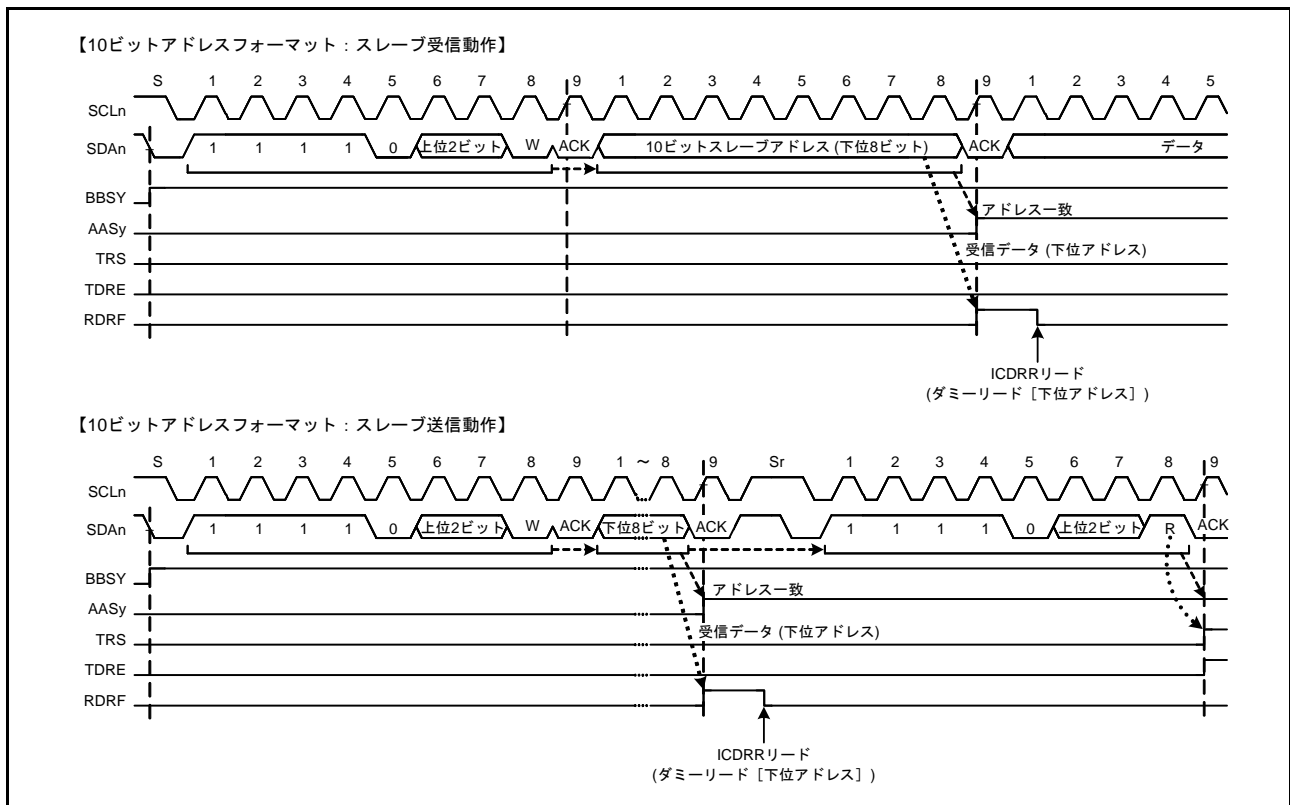 【10ビットアドレスフォーマット：スレーブ受信動作】
S 1 2 3 4 5 6 7 8 9 1 2 3 4 5 6 7 8 9 1 2 3 4 5
SCLn
SDAn 1 1 1 1 0 上位2ビット W ACK 10ビットスレーブアドレス (下位8ビット) ACK データ
BBSY
アドレス一致
AASy
受信データ (下位アドレス)
TRS
TDRE
RDRF
ICDRRリード
(ダミーリード［下位アドレス］)
【10ビットアドレスフォーマット：スレーブ送信動作】
S 1 2 3 4 5 6 7 8 9 1 ～ 8 9 Sr 1 2 3 4 5 6 7 8 9
SCLn
SDAn 1 1 1 1 0 上位2ビット W ACK 下位8ビット ACK 1 1 1 1 0 上位2ビット R ACK
BBSY
アドレス一致
AASy
受信データ (下位アドレス)
TRS
TDRE
RDRF
ICDRRリード
(ダミーリード［下位アドレス］)